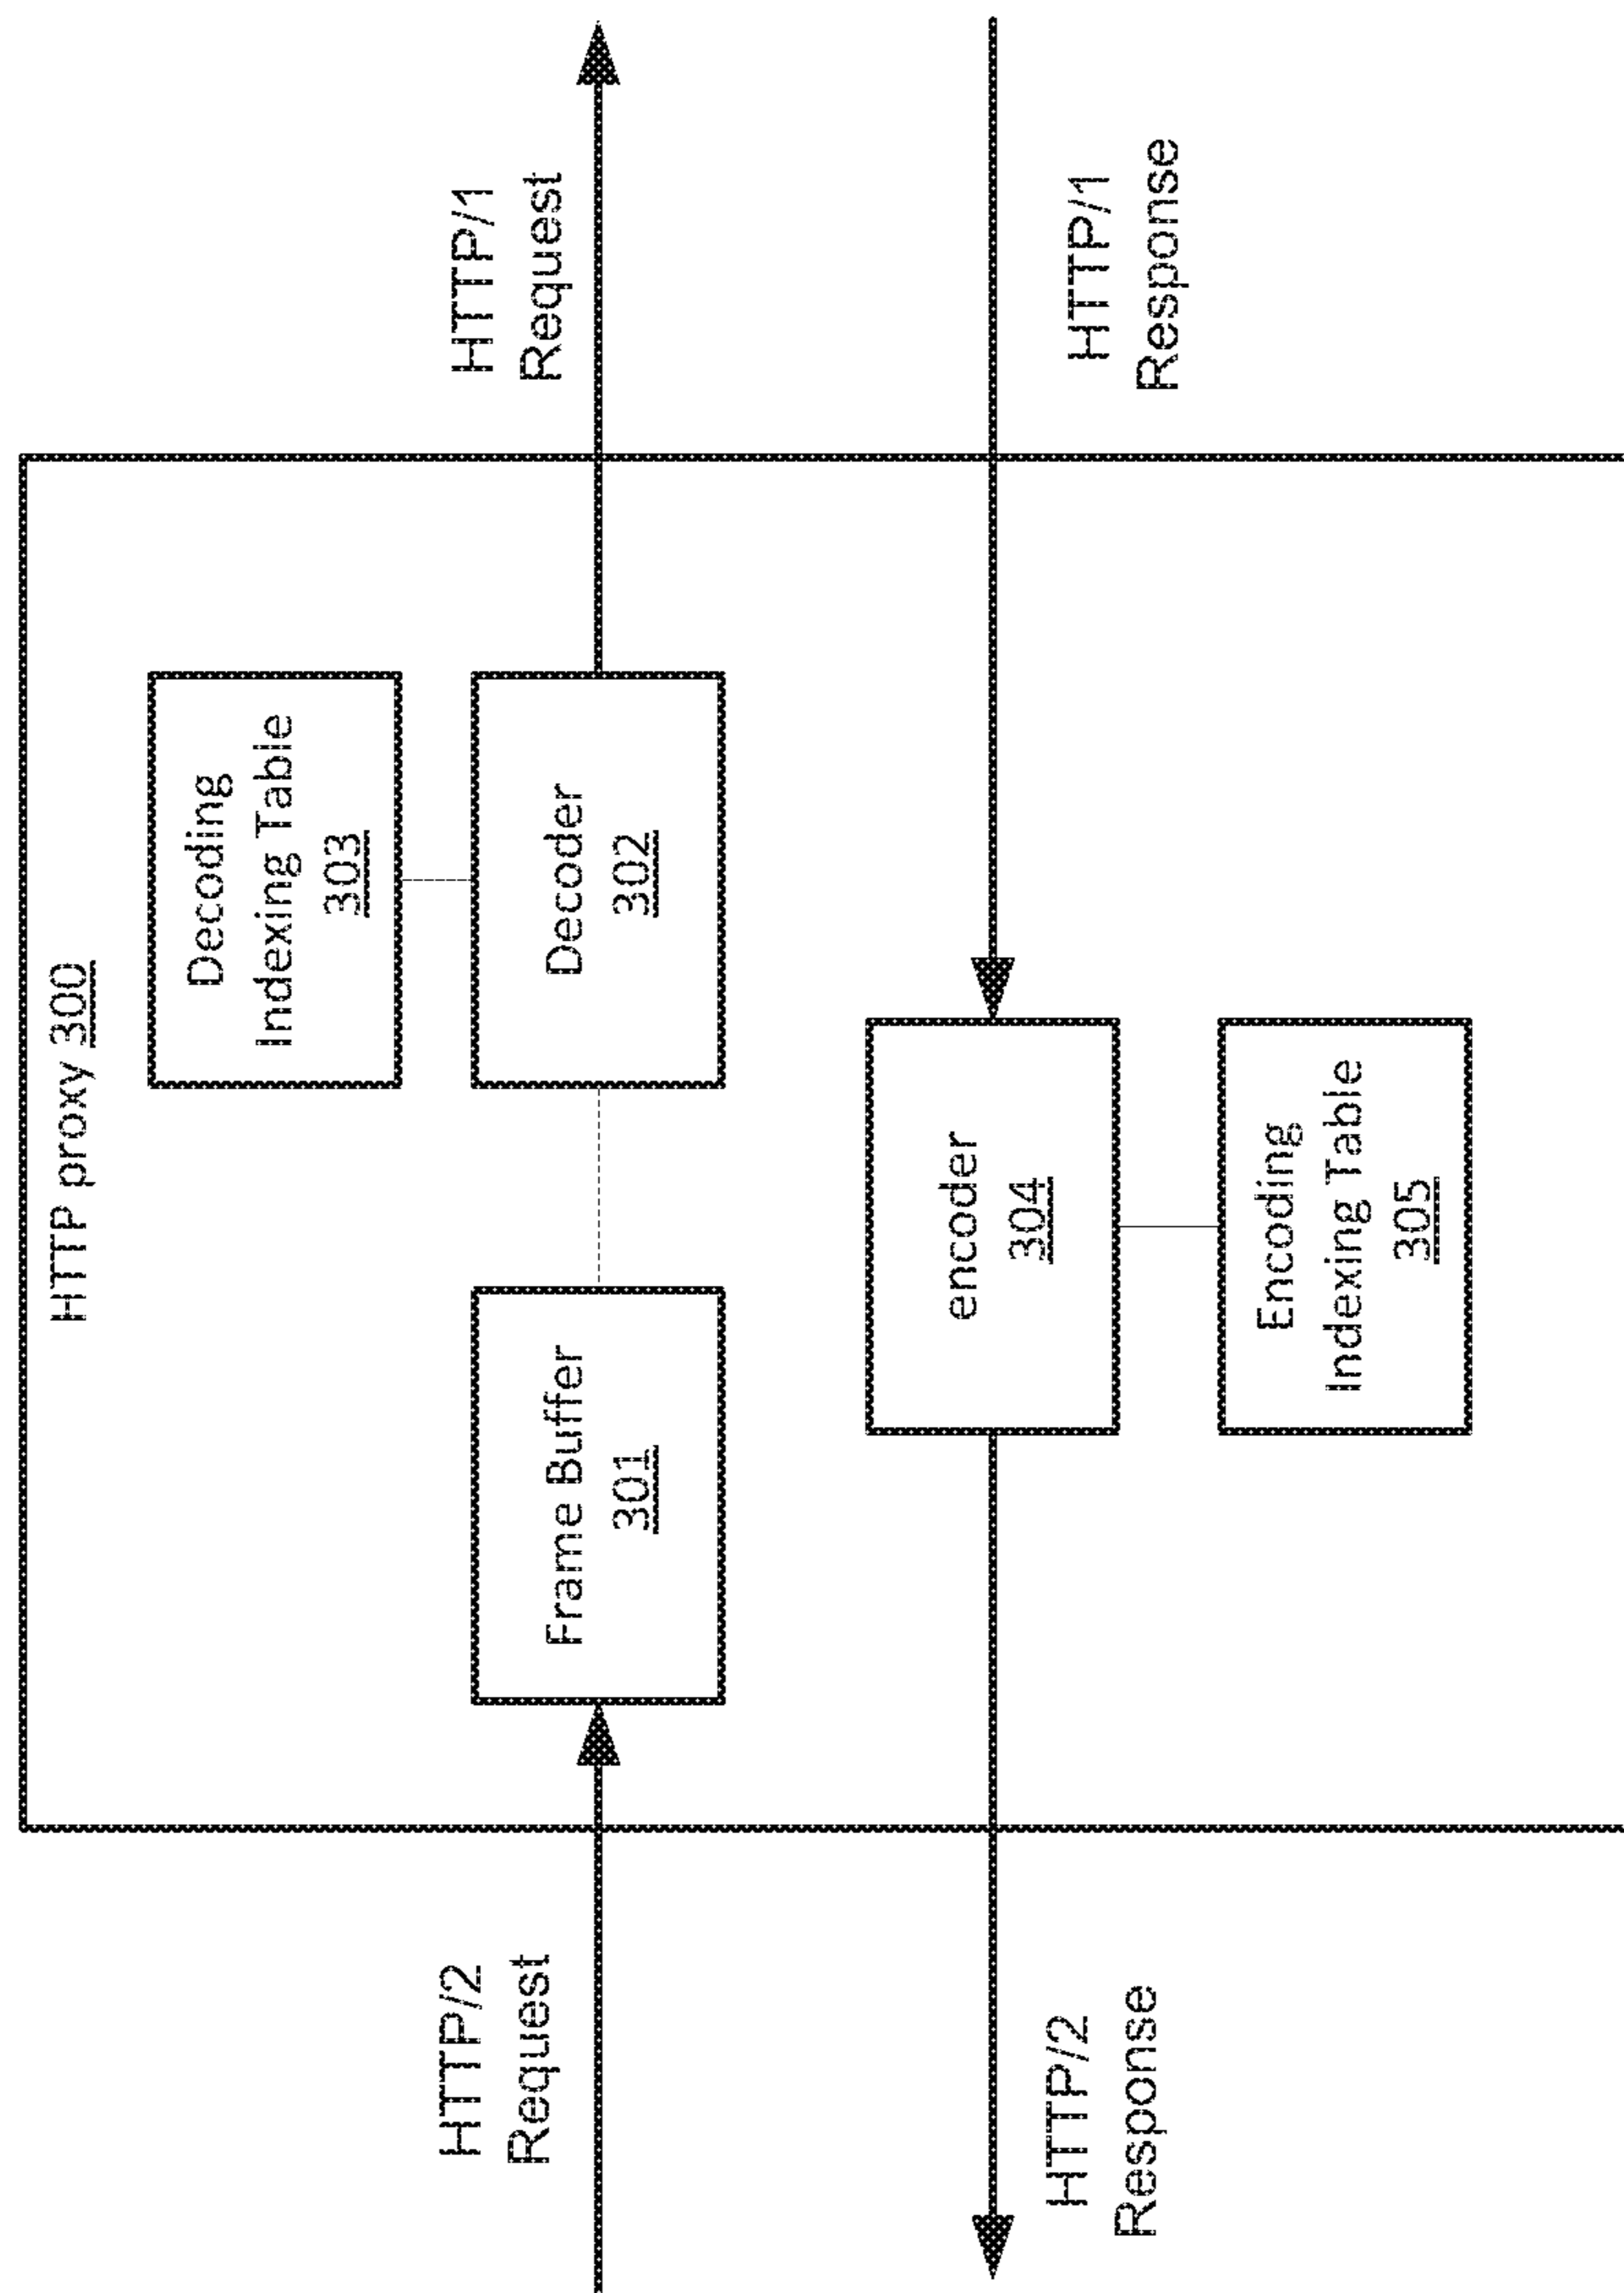 HTTP proxy 300
HTTP/2
Request
Frame Buffer
301
Decoding
Indexing Table
303
Decoder
302
HTTP/1
Request
HTTP/2
Response
encoder
304
Encoding
Indexing Table
305
HTTP/1
Response